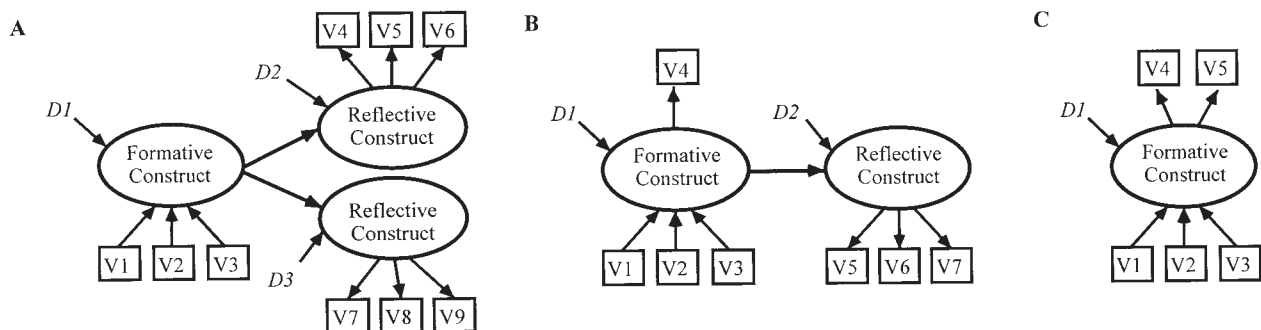 A
V4 V5 V6
D2
D1
Reflective
Construct
Formative
Construct
Reflective
Construct
V1 V2 V3
D3
V7 V8 V9
B
V4
D1
D2
Formative
Construct
Reflective
Construct
V1 V2 V3
V5 V6 V7
C
V4 V5
D1
Formative
Construct
V1 V2 V3